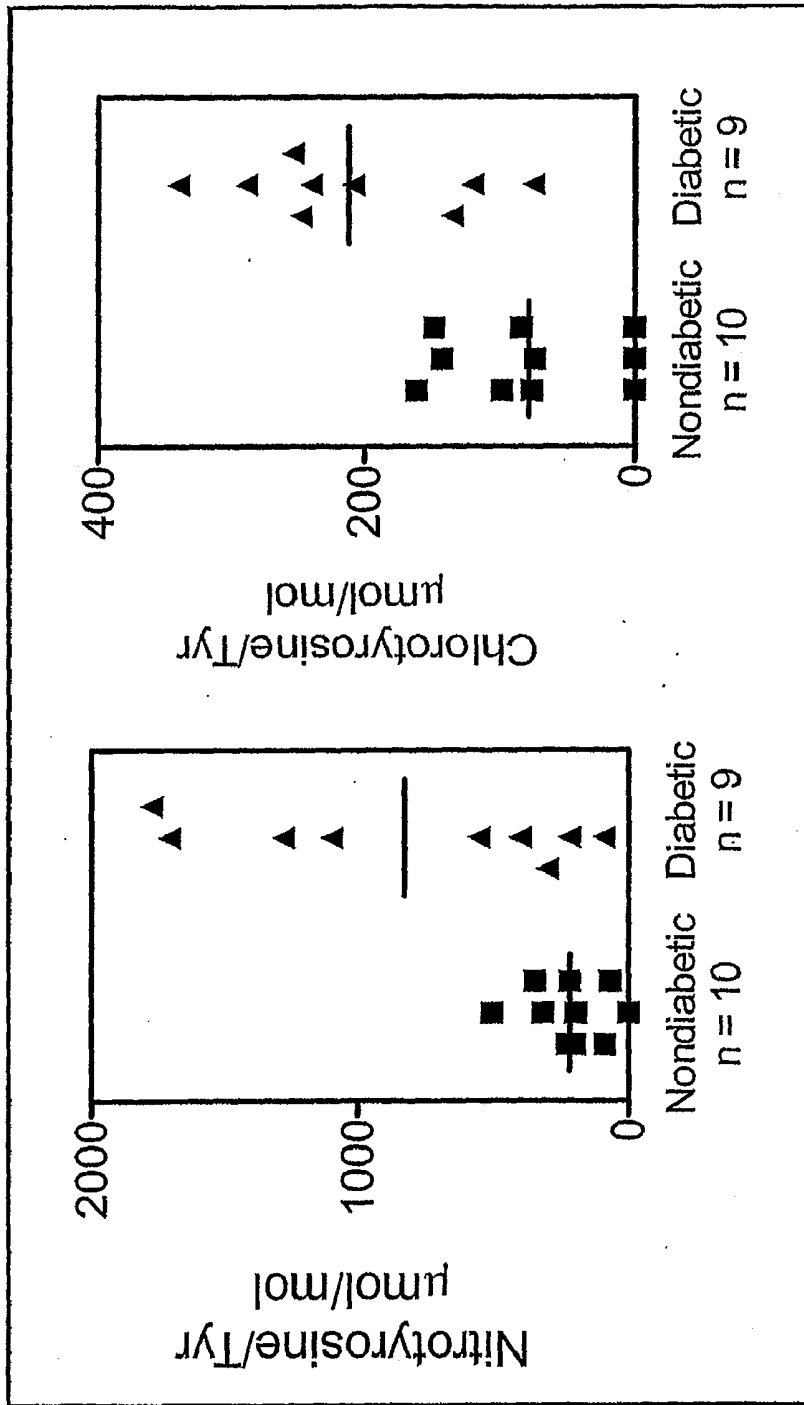 Nitrotyrosine/Tyr
μmol/mol
2000
1000
0
Nondiabetic Diabetic
n = 10 n = 9
Chlorotyrosine/Tyr
μmol/mol
400
200
0
Nondiabetic Diabetic
n = 10 n = 9